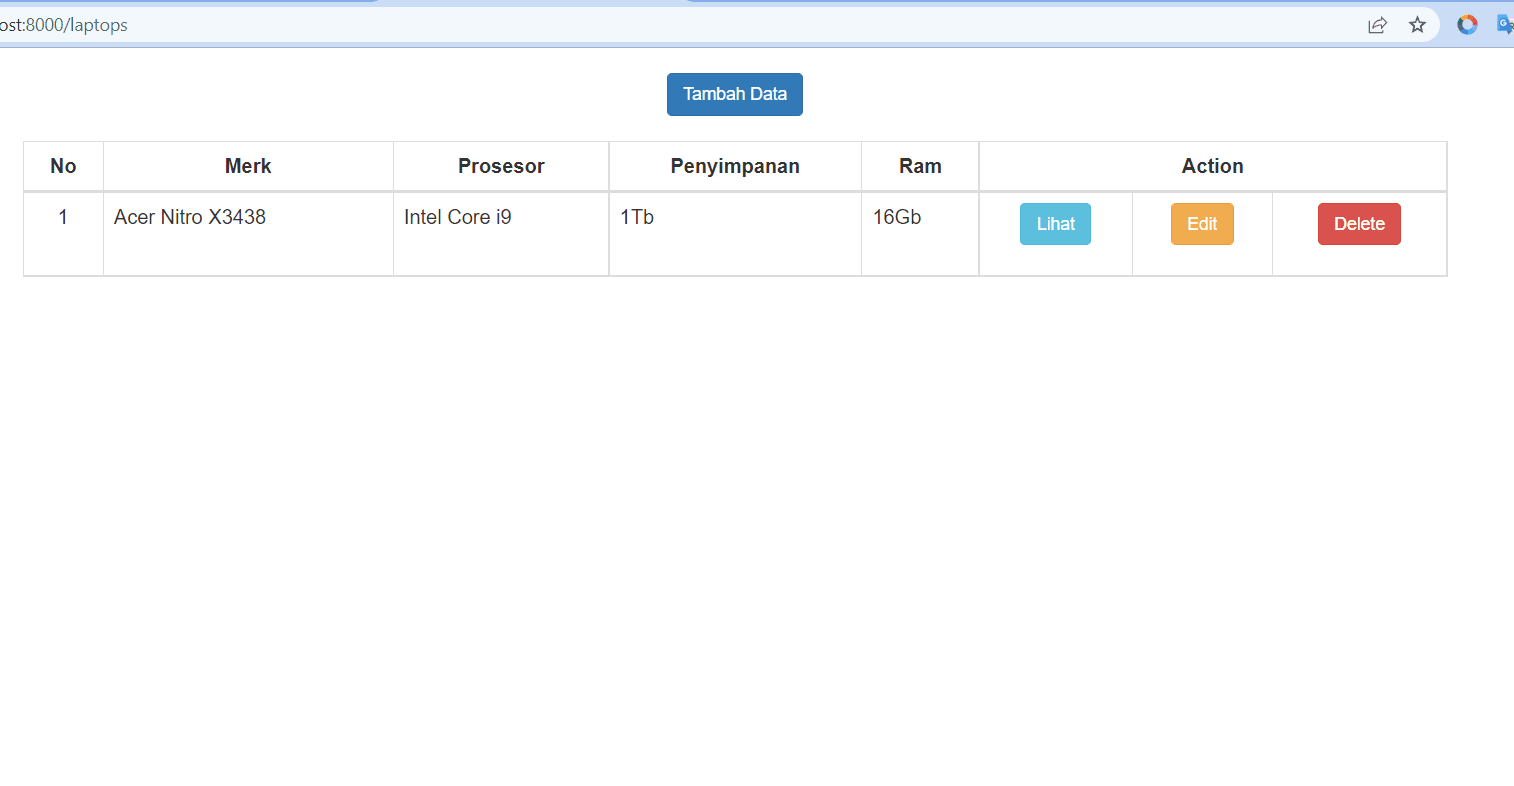 ost:8000/laptops
Tambah Data
No Merk Prosesor Penyimpanan Ram Action
1 Acer Nitro X3438 Intel Core i9 1Tb 16Gb Lihat Edit Delete